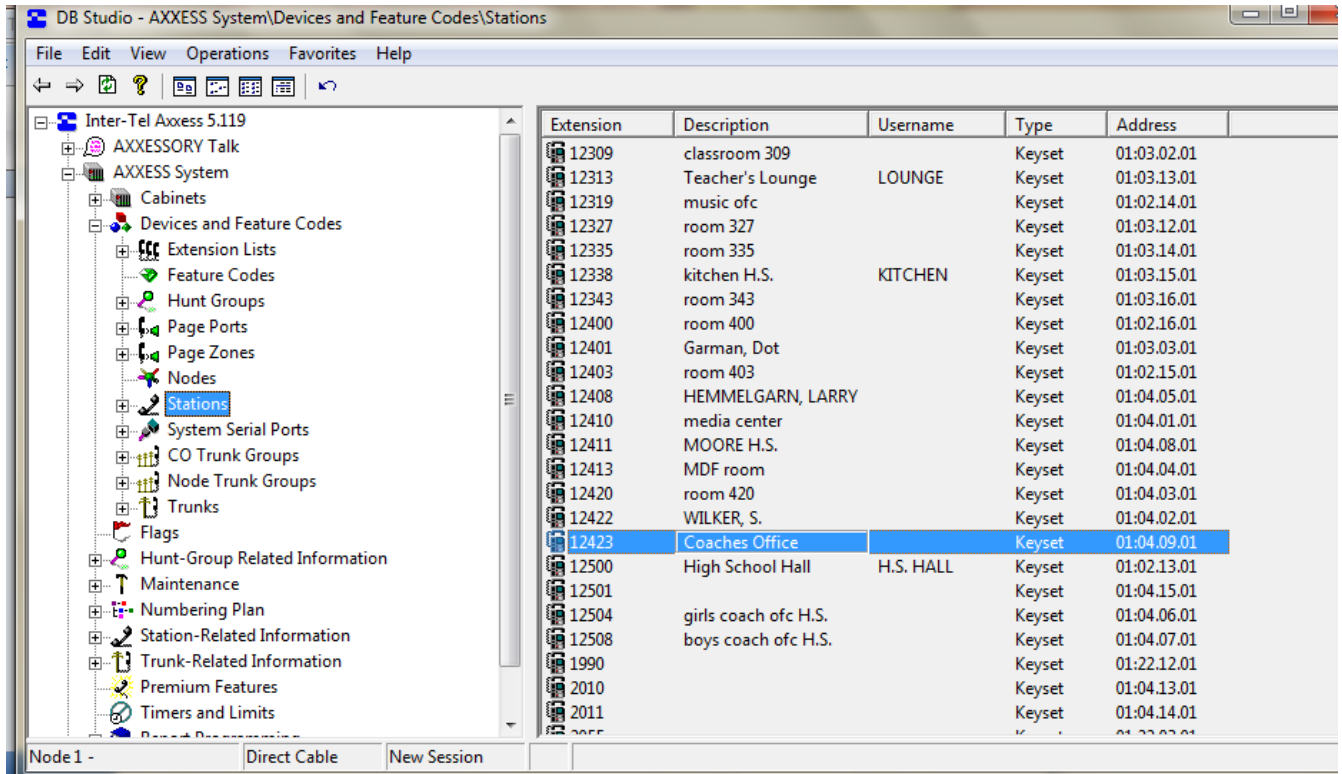 DB Studio - AXXESS System\Devices and Feature Codes\Stations
File Edit View Operations Favorites Help
Inter-Tel Axxess 5.119
AXXESSORY Talk
AXXESS System
Cabinets
Devices and Feature Codes
Extension Lists
Feature Codes
Hunt Groups
Page Ports
Page Zones
Nodes
Stations
System Serial Ports
CO Trunk Groups
Node Trunk Groups
Trunks
Flags
Hunt-Group Related Information
Maintenance
Numbering Plan
Station-Related Information
Trunk-Related Information
Premium Features
Timers and Limits
Extension Description Username Type Address
12309 classroom 309 Keyset 01:03.02.01
12313 Teacher's Lounge LOUNGE Keyset 01:03.13.01
12319 music ofc Keyset 01:02.14.01
12327 room 327 Keyset 01:03.12.01
12335 room 335 Keyset 01:03.14.01
12338 kitchen H.S. KITCHEN Keyset 01:03.15.01
12343 room 343 Keyset 01:03.16.01
12400 room 400 Keyset 01:02.16.01
12401 Garman, Dot Keyset 01:03.03.01
12403 room 403 Keyset 01:02.15.01
12408 HEMMELGARN, LARRY Keyset 01:04.05.01
12410 media center Keyset 01:04.01.01
12411 MOORE H.S. Keyset 01:04.08.01
12413 MDF room Keyset 01:04.04.01
12420 room 420 Keyset 01:04.03.01
12422 WILKER, S. Keyset 01:04.02.01
12423 Coaches Office Keyset 01:04.09.01
12500 High School Hall H.S. HALL Keyset 01:02.13.01
12501 Keyset 01:04.15.01
12504 girls coach ofc H.S. Keyset 01:04.06.01
12508 boys coach ofc H.S. Keyset 01:04.07.01
1990 Keyset 01:22.12.01
2010 Keyset 01:04.13.01
2011 Keyset 01:04.14.01
Node 1 - Direct Cable New Session